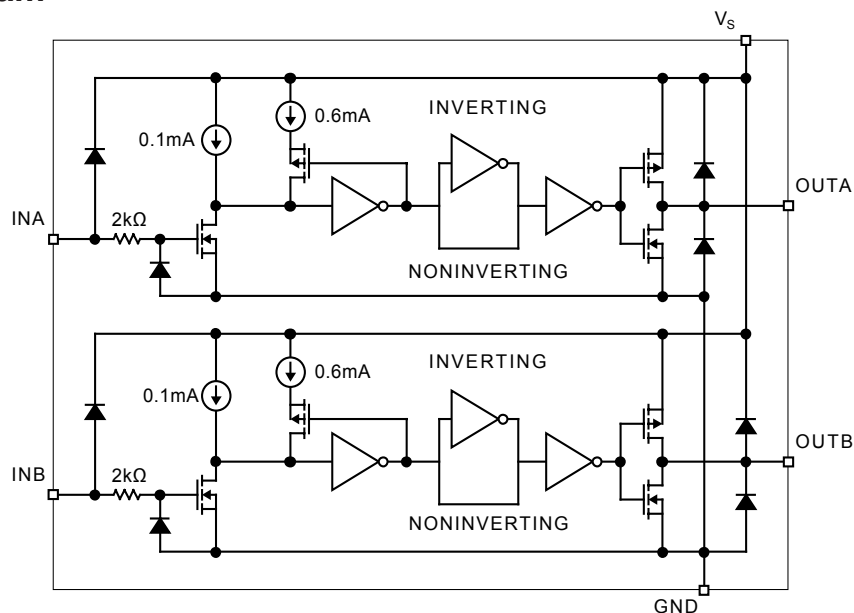 V_S
INVERTING
0.6mA
0.1mA
OUTA
INA
2kΩ
NONINVERTING
INVERTING
0.6mA
0.1mA
OUTB
INB
2kΩ
NONINVERTING
GND